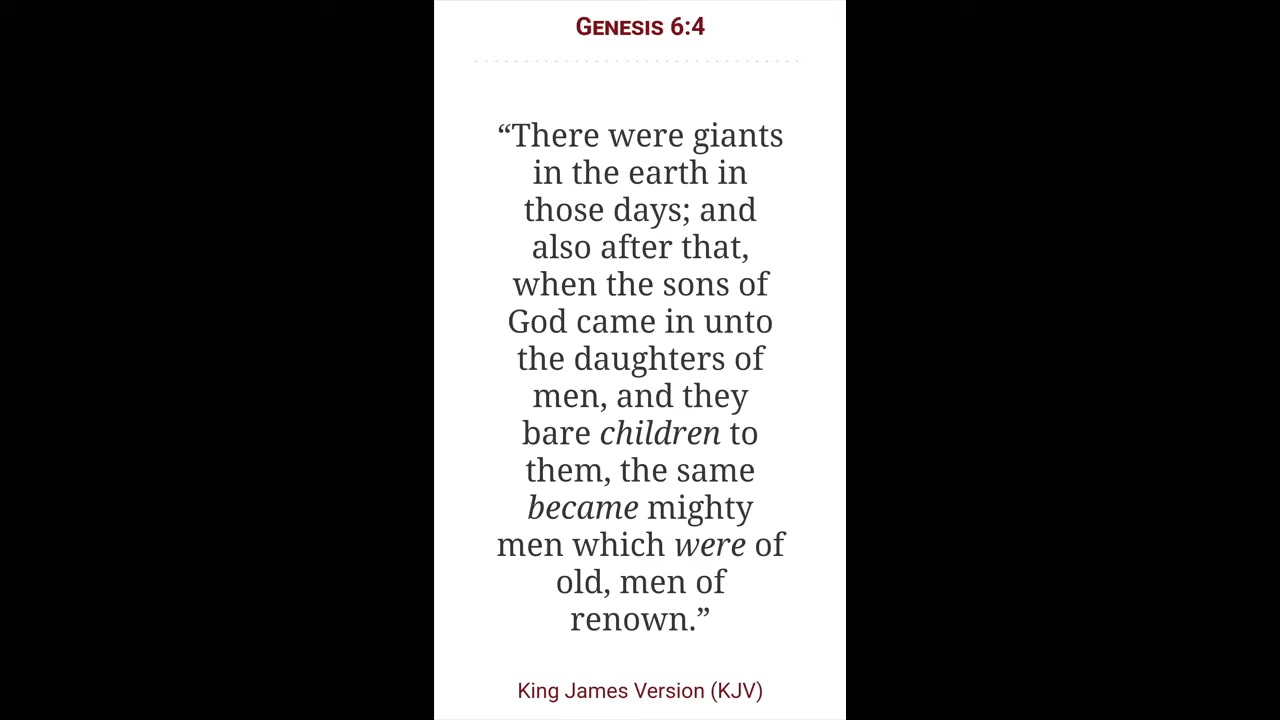 GENESIS 6:4
“There were giants
in the earth in
those days; and
also after that,
when the sons of
God came in unto
the daughters of
men, and they
bare children to
them, the same
became mighty
men which were of
old, men of
renown.”
King James Version (KJV)